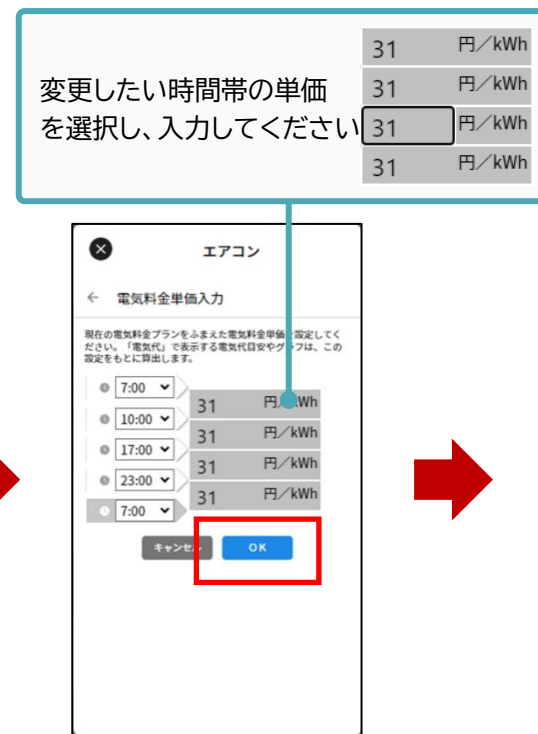 変更したい時間帯の単価
を選択し、入力してください
31 円／kWh
31 円／kWh
31 円／kWh
31 円／kWh
エアコン
← 電気料金単価入力
現在の電気料金プランをふまえた電気料金単価を設定してく
ださい。「電気代」で表示する電気代目安やグラフは、この
設定をもとに算出します。
7:00
31 円／kWh
10:00
31 円／kWh
17:00
31 円／kWh
23:00
31 円／kWh
7:00
キャンセル OK